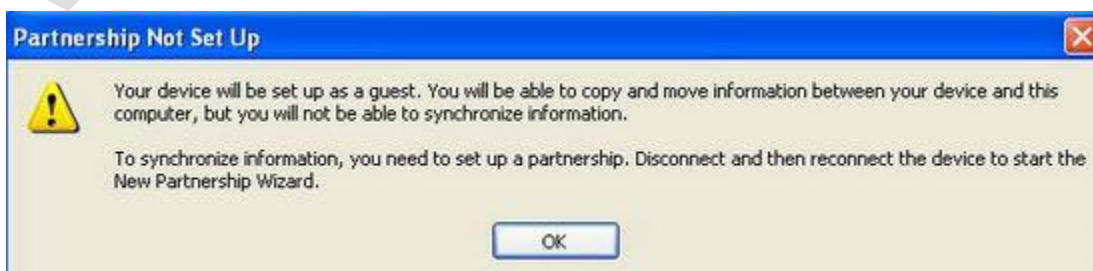 Partnership Not Set Up
Your device will be set up as a guest. You will be able to copy and move information between your device and this
computer, but you will not be able to synchronize information.
To synchronize information, you need to set up a partnership. Disconnect and then reconnect the device to start the
New Partnership Wizard.
OK